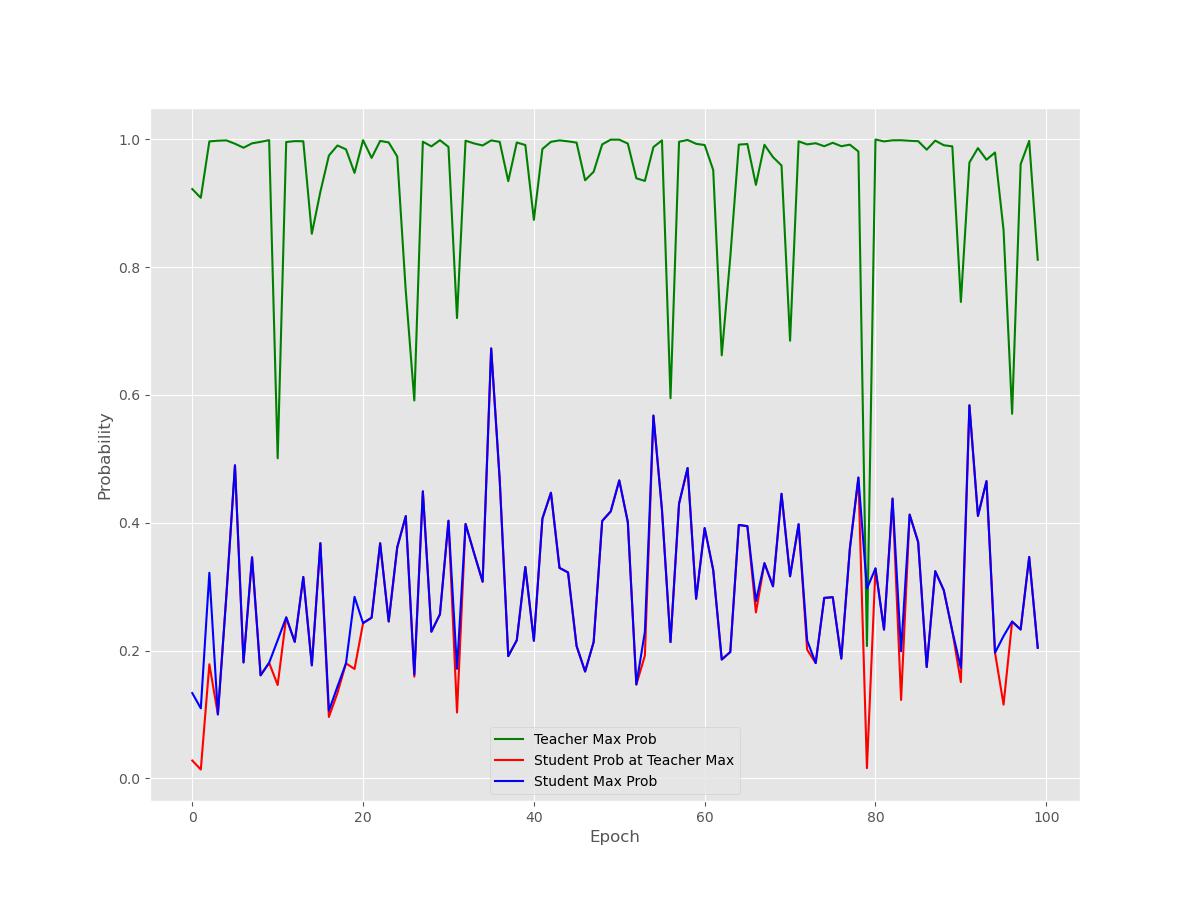 1.0
0.8
0.6
0.4
0.2
0.0
Probability
Teacher Max Prob
Student Prob at Teacher Max
Student Max Prob
0 20 40 60 80 100
Epoch